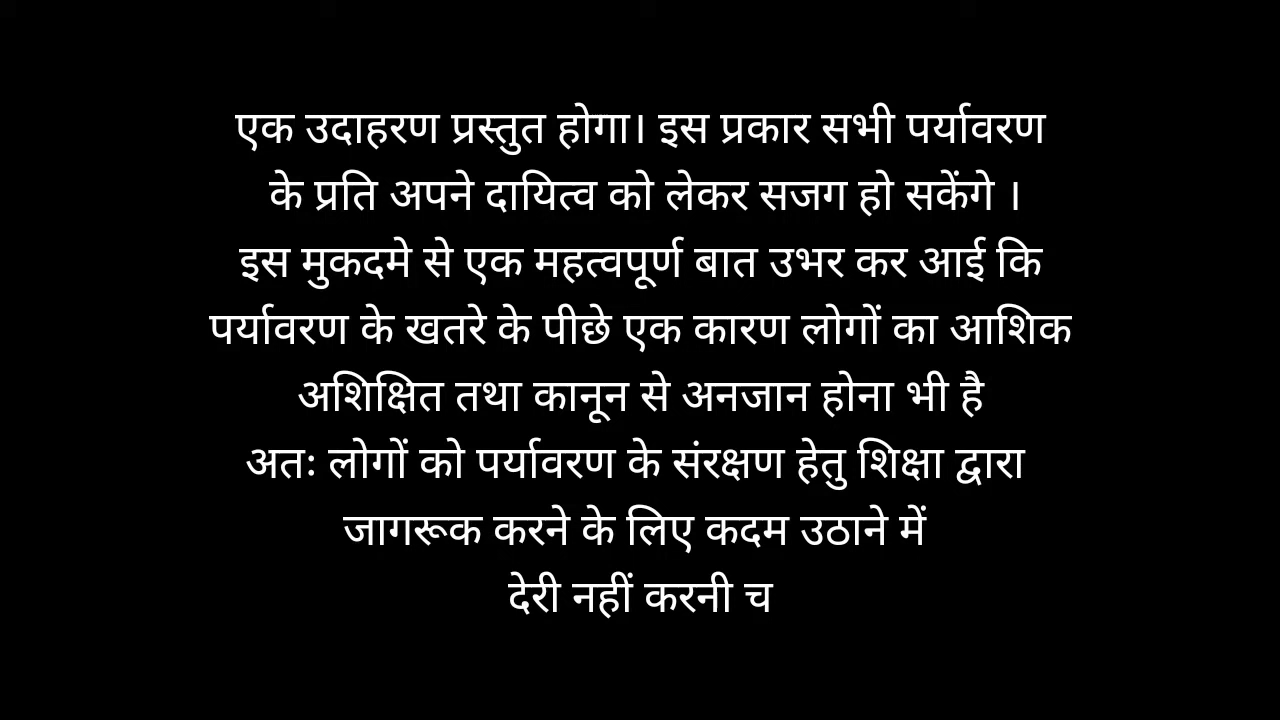 एक उदाहरण प्रस्तुत होगा। इस प्रकार सभी पर्यावरण
के प्रति अपने दायित्व को लेकर सजग हो सकेंगे ।
इस मुकदमे से एक महत्वपूर्ण बात उभर कर आई कि
पर्यावरण के खतरे के पीछे एक कारण लोगों का आशिक
अशिक्षित तथा कानून से अनजान होना भी है
अतः लोगों को पर्यावरण के संरक्षण हेतु शिक्षा द्वारा
जागरूक करने के लिए कदम उठाने में
देरी नहीं करनी च